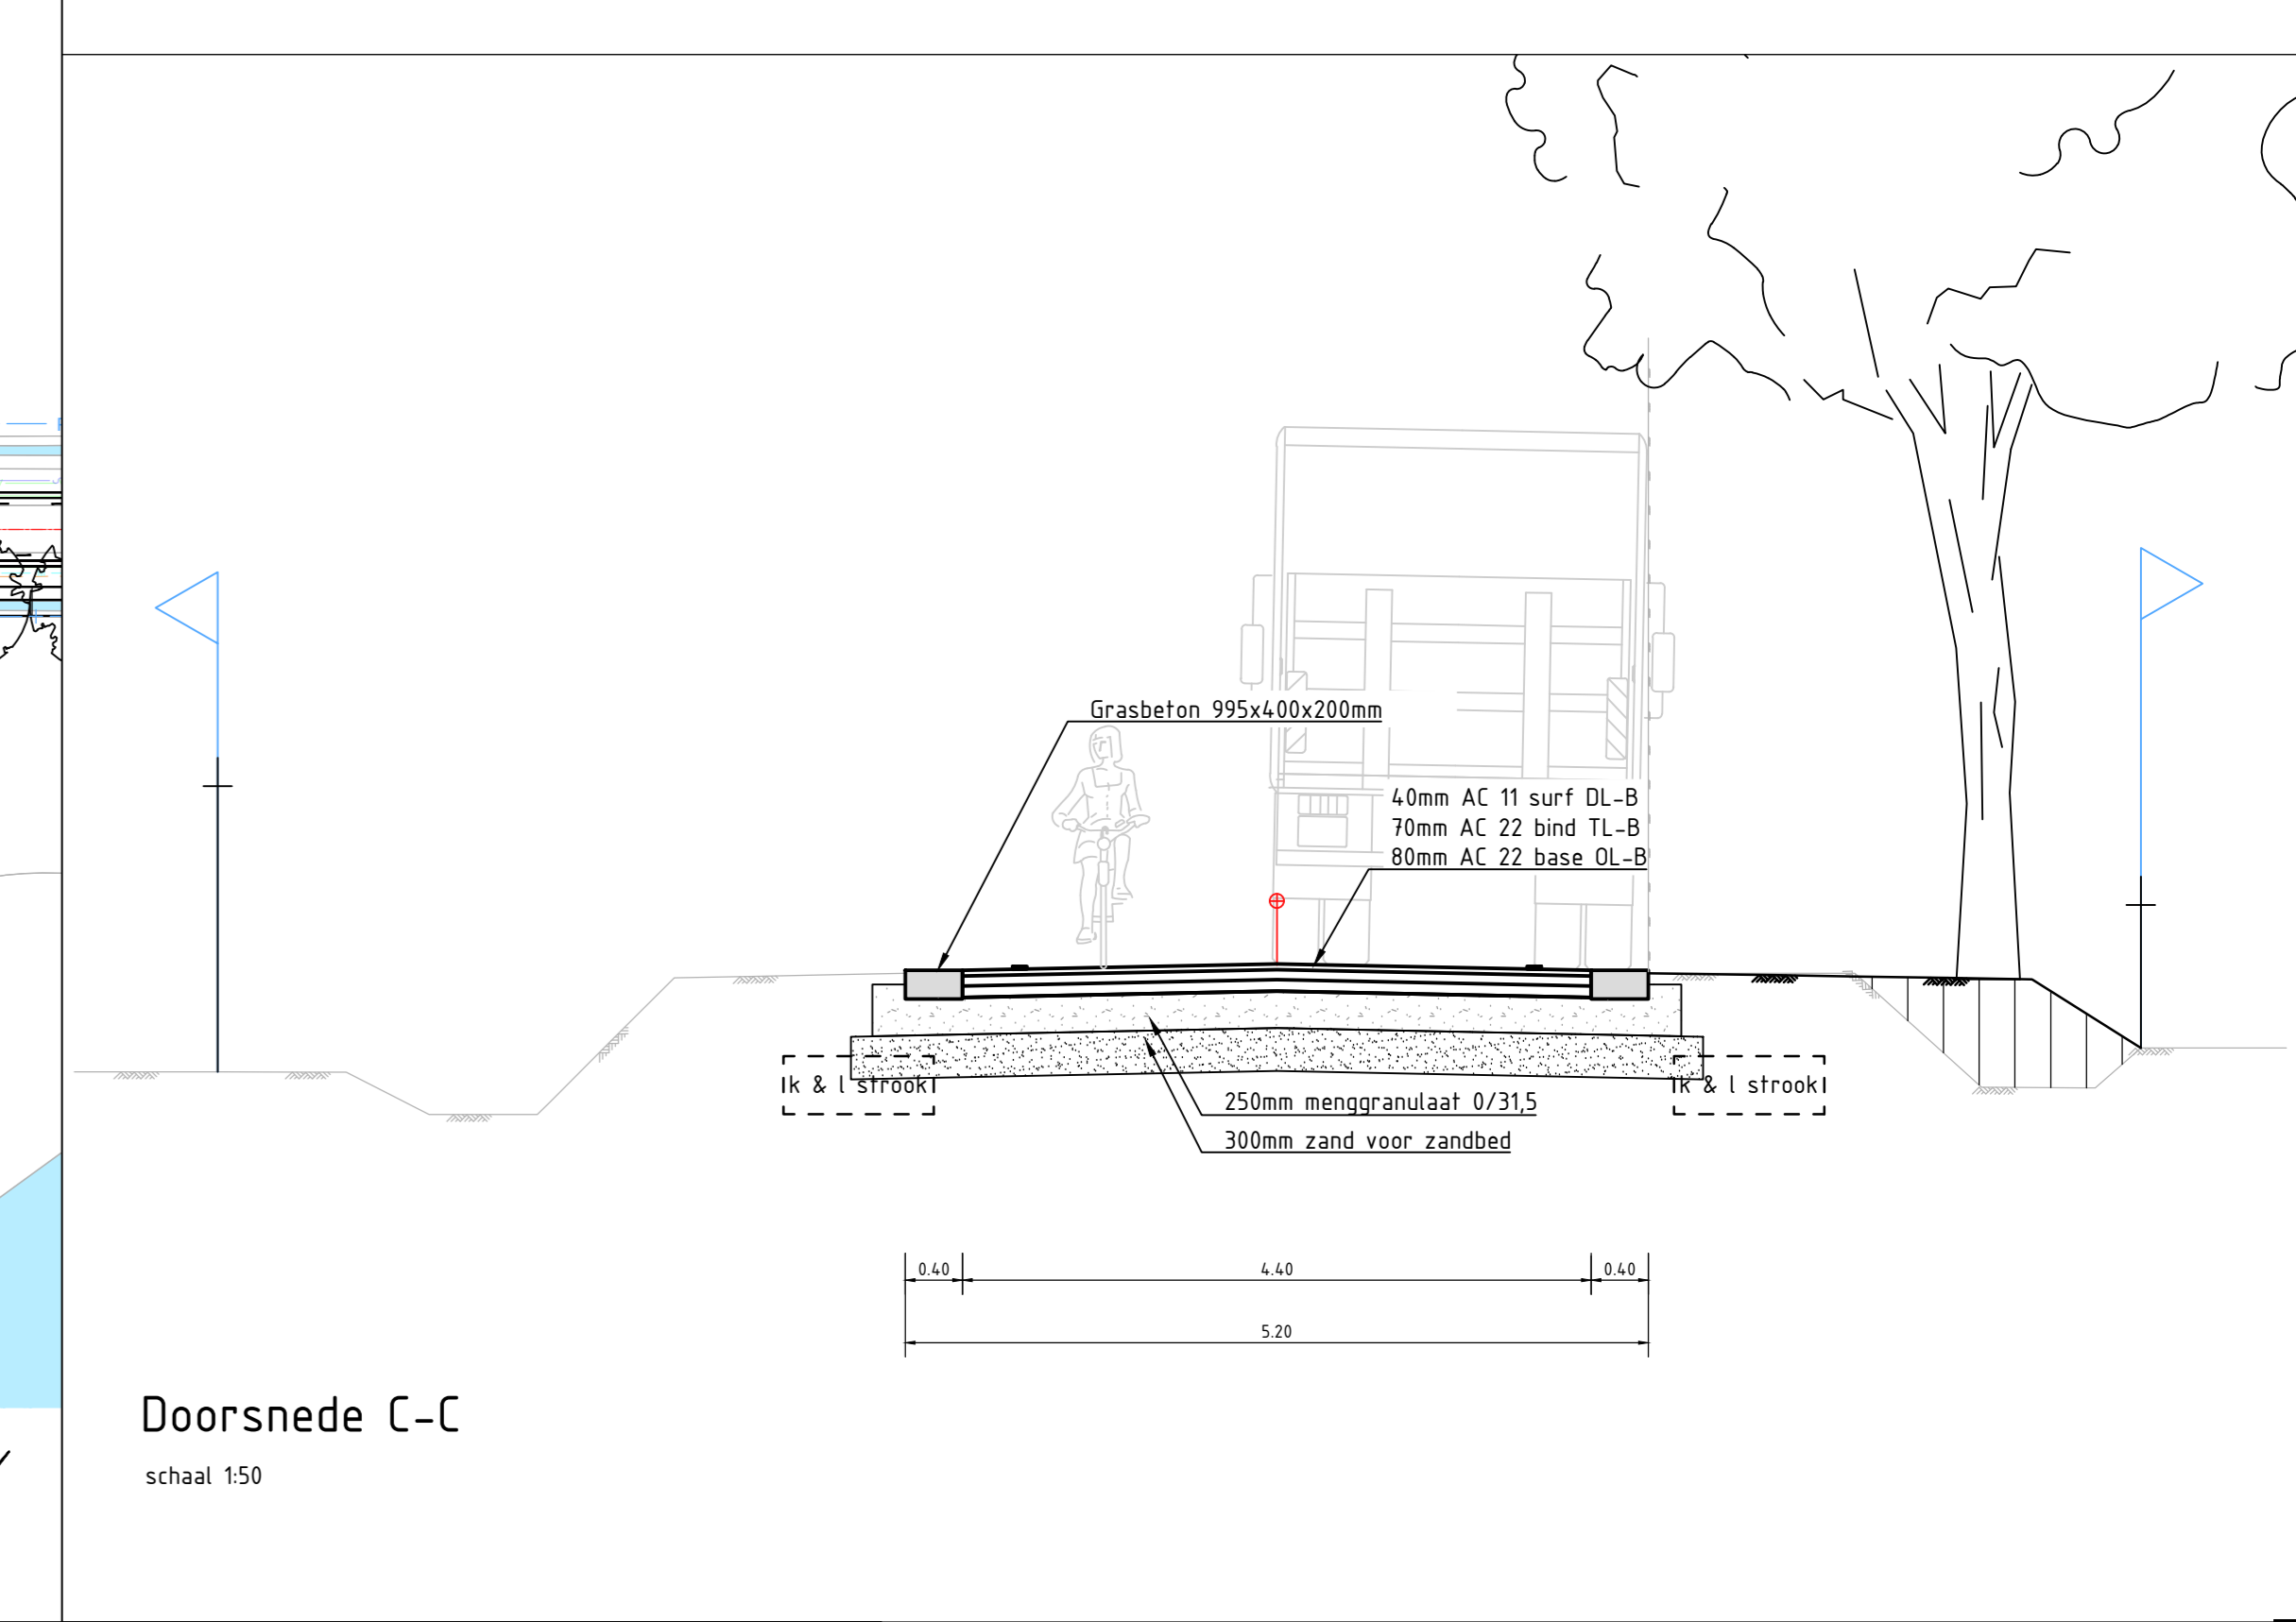 Grasbeton 995x400x200mm
40mm AC 11 surf DL-B
70mm AC 22 bind TL-B
80mm AC 22 base OL-B
k & l strook
k & l strook
250mm menggranulaat 0/31,5
300mm zand voor zandbed
0.40
4.40
0.40
5.20
Doorsnede C-C
schaal 1:50